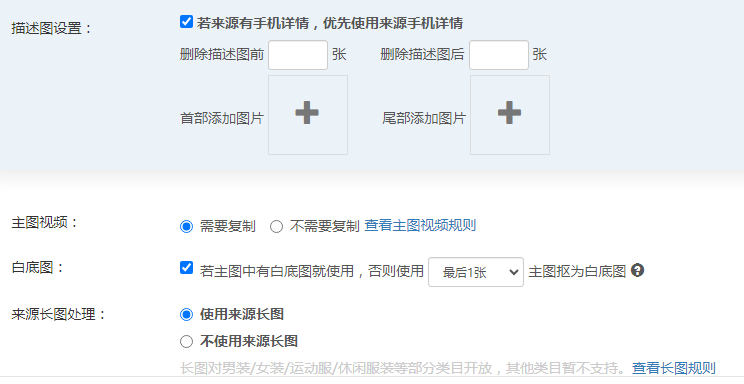 描述图设置：
若来源有手机详情，优先使用来源手机详情
删除描述图前 张 删除描述图后 张
首部添加图片 尾部添加图片
主图视频： 需要复制 不需要复制 查看主图视频规则
白底图： 若主图中有白底图就使用，否则使用 最后1张 主图抠为白底图 ?
来源长图处理： 使用来源长图
不使用来源长图
长图对男装/女装/运动服/休闲服装等部分类目开放，其他类目暂不支持。查看长图规则